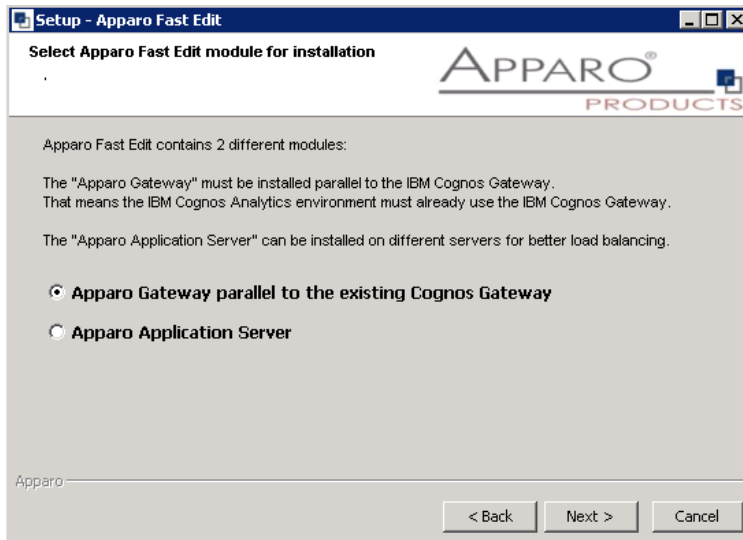 Setup - Apparo Fast Edit
Select Apparo Fast Edit module for installation
.
APPARO®
PRODUCTS
Apparo Fast Edit contains 2 different modules:
The "Apparo Gateway" must be installed parallel to the IBM Cognos Gateway.
That means the IBM Cognos Analytics environment must already use the IBM Cognos Gateway.
The "Apparo Application Server" can be installed on different servers for better load balancing.
Apparo Gateway parallel to the existing Cognos Gateway
Apparo Application Server
Apparo
< Back Next > Cancel